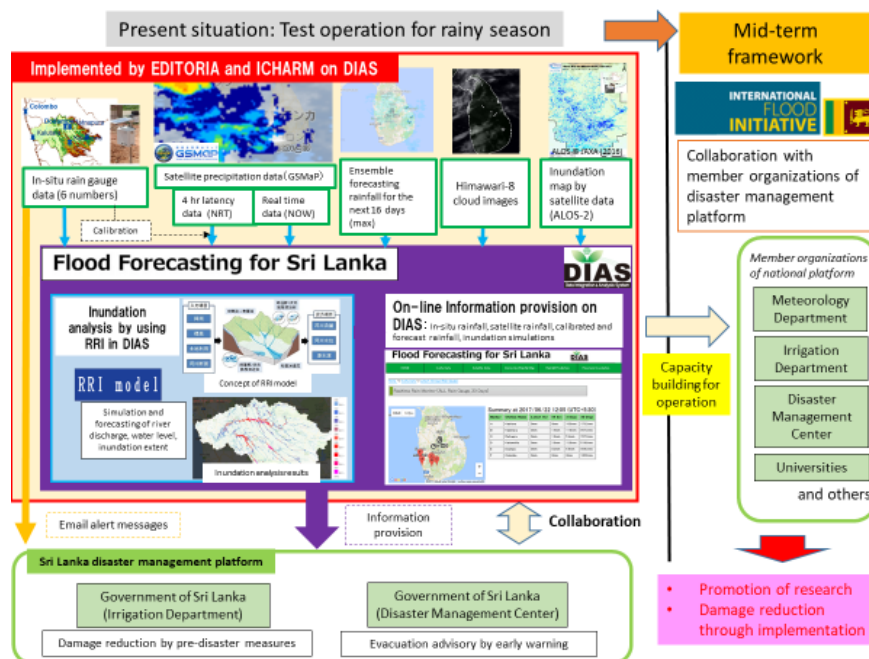 Present situation: Test operation for rainy season
Mid-term
framework
Implemented by EDITORIA and ICHARM on DIAS
Colombo
Kalutara
GSMaP
ALOS-2/JAXA (2016)
INTERNATIONAL
FLOOD
INITIATIVE
In-situ rain gauge
data (6 numbers)
Satellite precipitation data(GSMaP)
4 hr latency
data (NRT)
Real time
data (NOW)
Ensemble
forecasting
rainfall for the
next 16 days
(max)
Himawari-8
cloud images
Inundation
map by
satellite data
(ALOS-2)
Calibration
Collaboration with
member organizations of
disaster management
platform
Flood Forecasting for Sri Lanka
DIAS
Data Integration & Analysis System
Inundation
analysis by using
RRI in DIAS
RRI model
Concept of RRI model
Simulation and
forecasting of river
discharge, water level,
inundation extent
Inundation analysis results
On-line Information provision on
DIAS: in-situ rainfall, satellite rainfall, calibrated and
forecast rainfall, inundation simulations
Flood Forecasting for Sri Lanka
DIAS
Member organizations
of national platform
Meteorology
Department
Irrigation
Department
Disaster
Management
Center
Universities
and others
Capacity
building for
operation
Email alert messages
Information
provision
Collaboration
Sri Lanka disaster management platform
Government of Sri Lanka
(Irrigation Department)
Damage reduction by pre-disaster measures
Government of Sri Lanka
(Disaster Management Center)
Evacuation advisory by early warning
• Promotion of research
• Damage reduction
through implementation